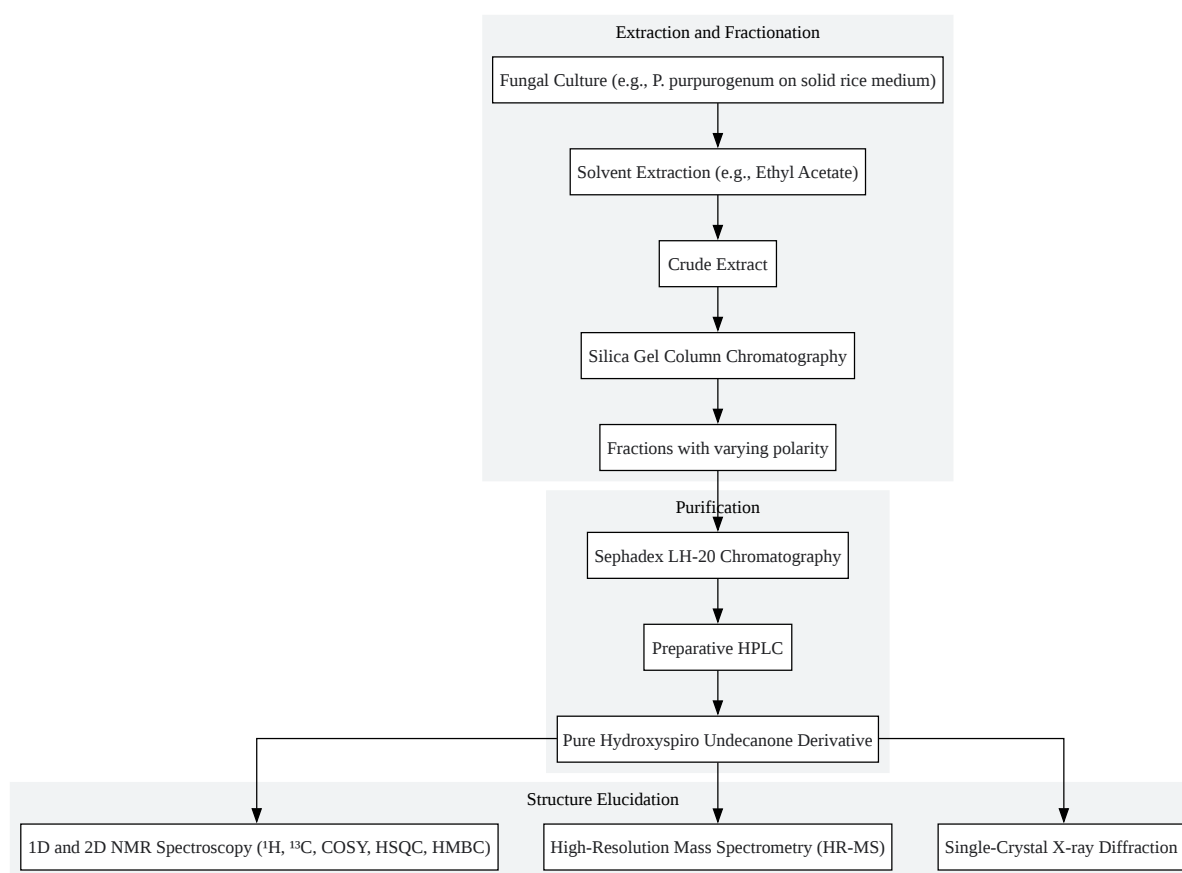 Extraction and Fractionation
Fungal Culture (e.g., P. purpurogenum on solid rice medium)
Solvent Extraction (e.g., Ethyl Acetate)
Crude Extract
Silica Gel Column Chromatography
Fractions with varying polarity
Purification
Sephadex LH-20 Chromatography
Preparative HPLC
Pure Hydroxyspiro Undecanone Derivative
Structure Elucidation
1D and 2D NMR Spectroscopy (¹H, ¹³C, COSY, HSQC, HMBC)
High-Resolution Mass Spectrometry (HR-MS)
Single-Crystal X-ray Diffraction